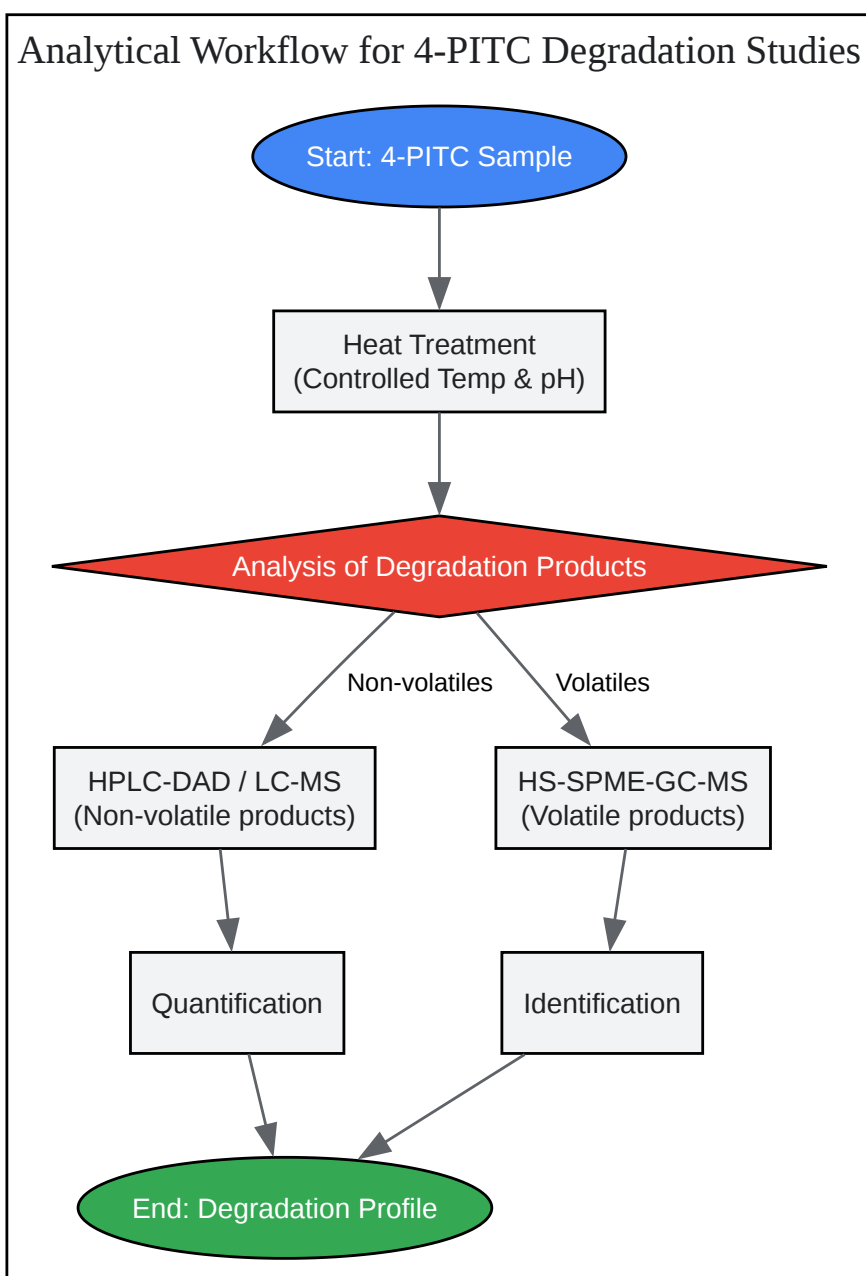 Analytical Workflow for 4-PITC Degradation Studies
Start: 4-PITC Sample
Heat Treatment
(Controlled Temp & pH)
Analysis of Degradation Products
Non-volatiles
Volatiles
HPLC-DAD / LC-MS
(Non-volatile products)
HS-SPME-GC-MS
(Volatile products)
Quantification
Identification
End: Degradation Profile